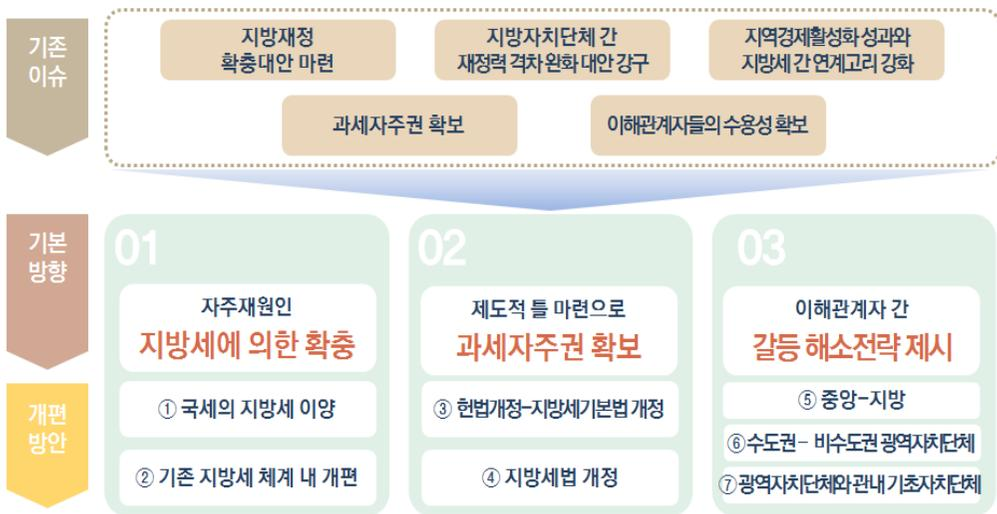 기존
이슈
지방재정
확충대안 마련
지방자치단체 간
재정력 격차 완화 대안 강구
지역경제활성화 성과와
지방세 간 연계고리 강화
과세자주권 확보
이해관계자들의 수용성 확보
기본
방향
01
자주재원인
지방세에 의한 확충
02
제도적 틀 마련으로
과세자주권 확보
03
이해관계자 간
갈등 해소전략 제시
개편
방안
① 국세의 지방세 이양
② 기존 지방세 체계 내 개편
③ 헌법개정-지방세기본법 개정
④ 지방세법 개정
⑤ 중앙-지방
⑥ 수도권- 비수도권 광역자치단체
⑦ 광역자치단체와 관내 기초자치단체